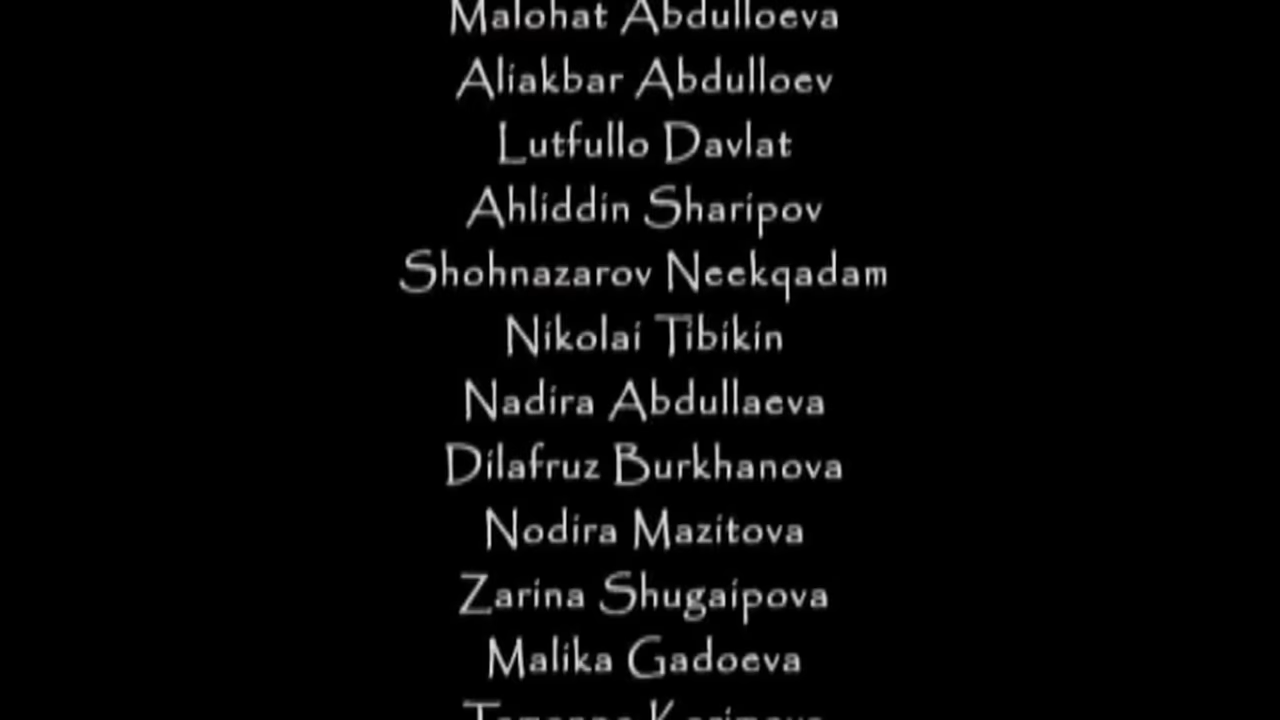 Malohat Abdulloeva
Aliakbar Abdulloev
Lutfullo Davlat
Ahliddin Sharipov
Shohnazarov Neekqadam
Nikolai Tibikin
Nadira Abdullaeva
Dilafruz Burkhanova
Nodira Mazitova
Zarina Shugaipova
Malika Gadoeva